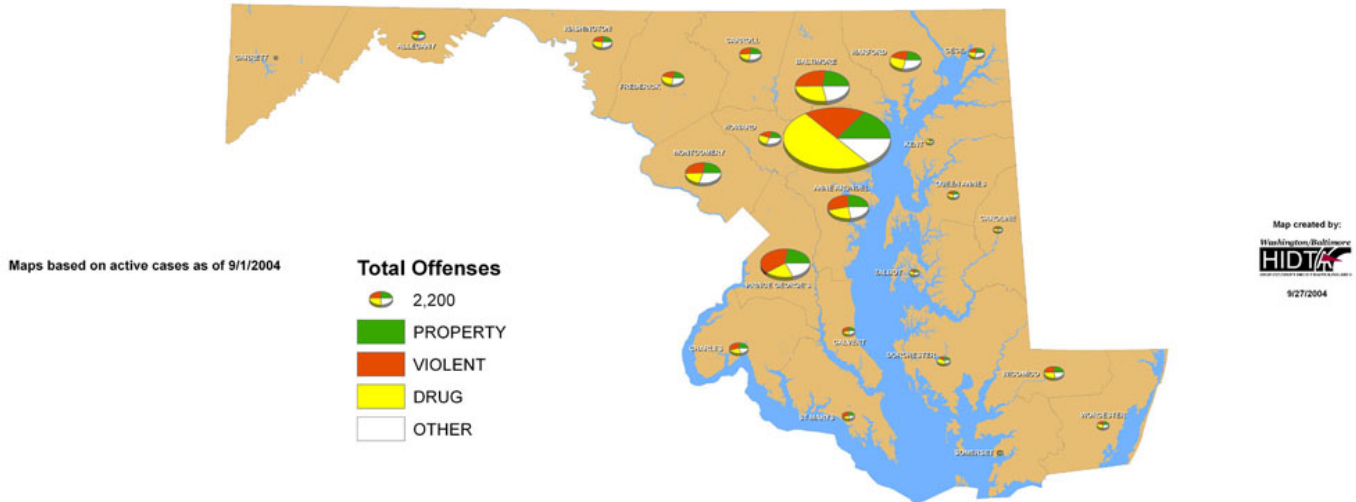 WASHINGTON
CARROLL
HARFORD
CECIL
ALLEGANY
GARRETT
BALTIMORE
FREDERICK
HOWARD
KENT
MONTGOMERY
QUEEN ANNES
ANNE ARUNDEL
CAROLINE
Map created by:
Washington/Baltimore
HIDTA
9/27/2004
Maps based on active cases as of 9/1/2004
Total Offenses
2,200
PROPERTY
VIOLENT
DRUG
OTHER
TALBOT
PRINCE GEORGE'S
CALVERT
CHARLES
DORCHESTER
WICOMICO
ST MARYS
WORCESTER
SOMERSET